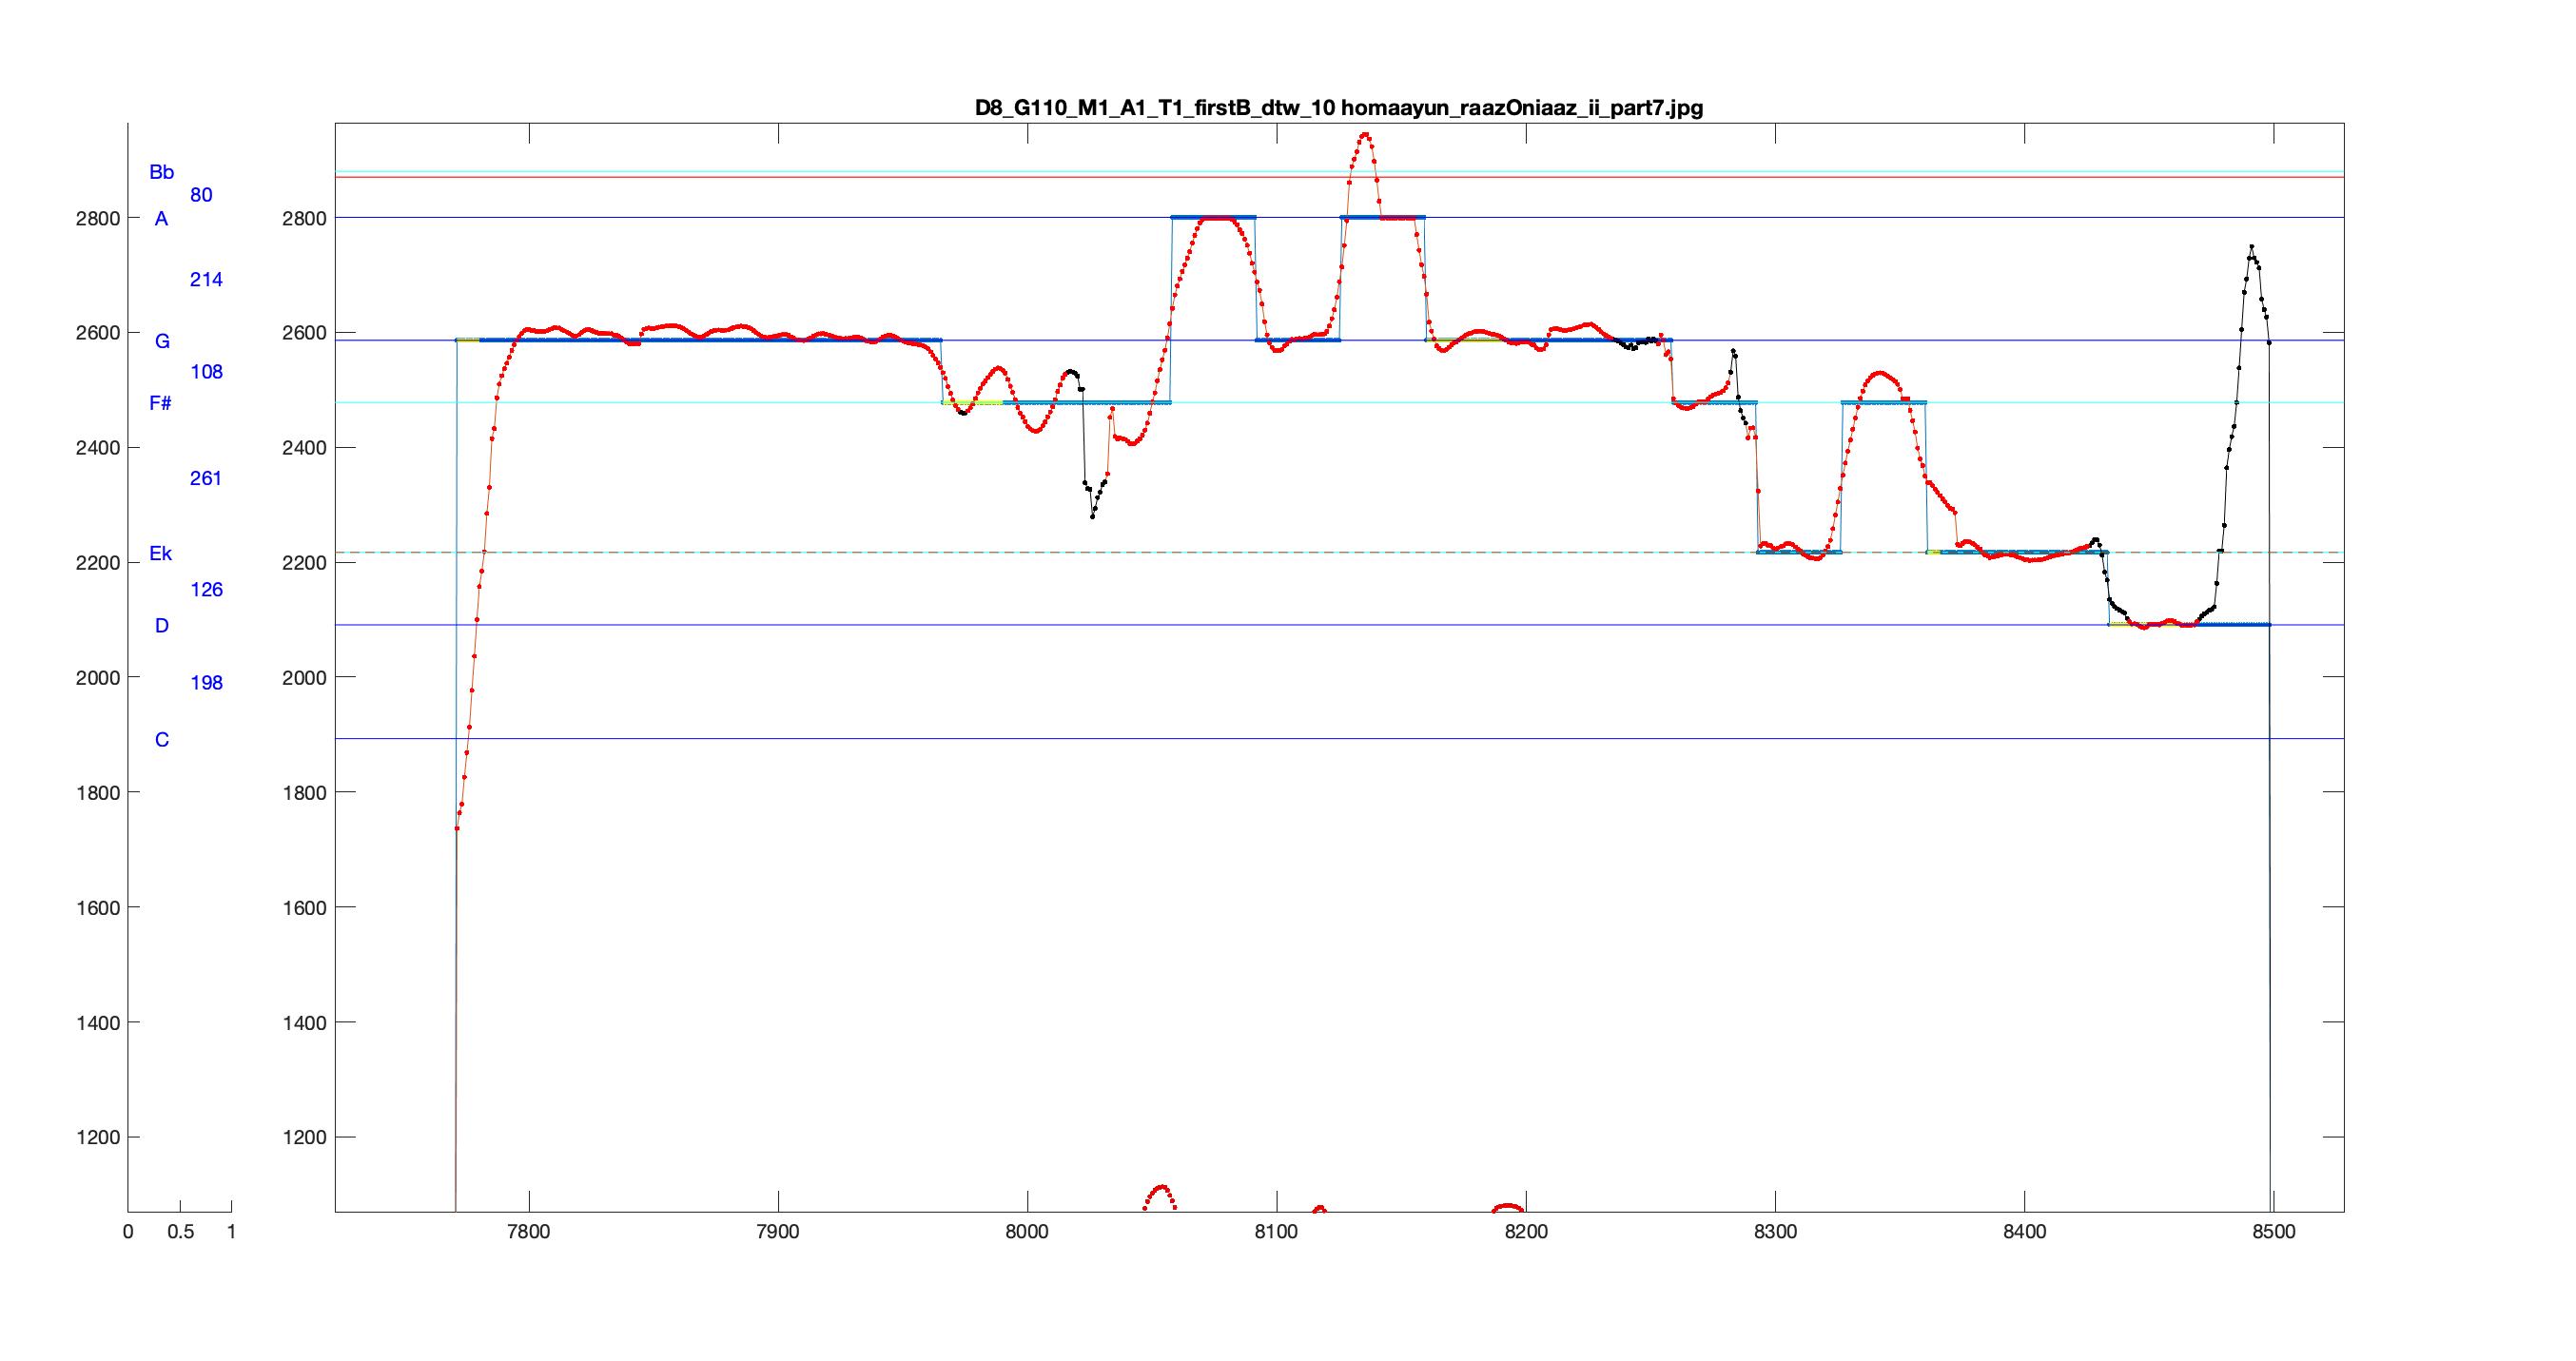 D8_G110_M1_A1_T1_firstB_dtw_10 homaayun_raazOniaaz_ii_part7.jpg
Bb
80
2800 A 2800
214
2600 2600
G
108
F#
2400 2400
261
Ek
2200 2200
126
D
2000 198 2000
C
1800 1800
1600 1600
1400 1400
1200 1200
0 0.5 1 7800 7900 8000 8100 8200 8300 8400 8500